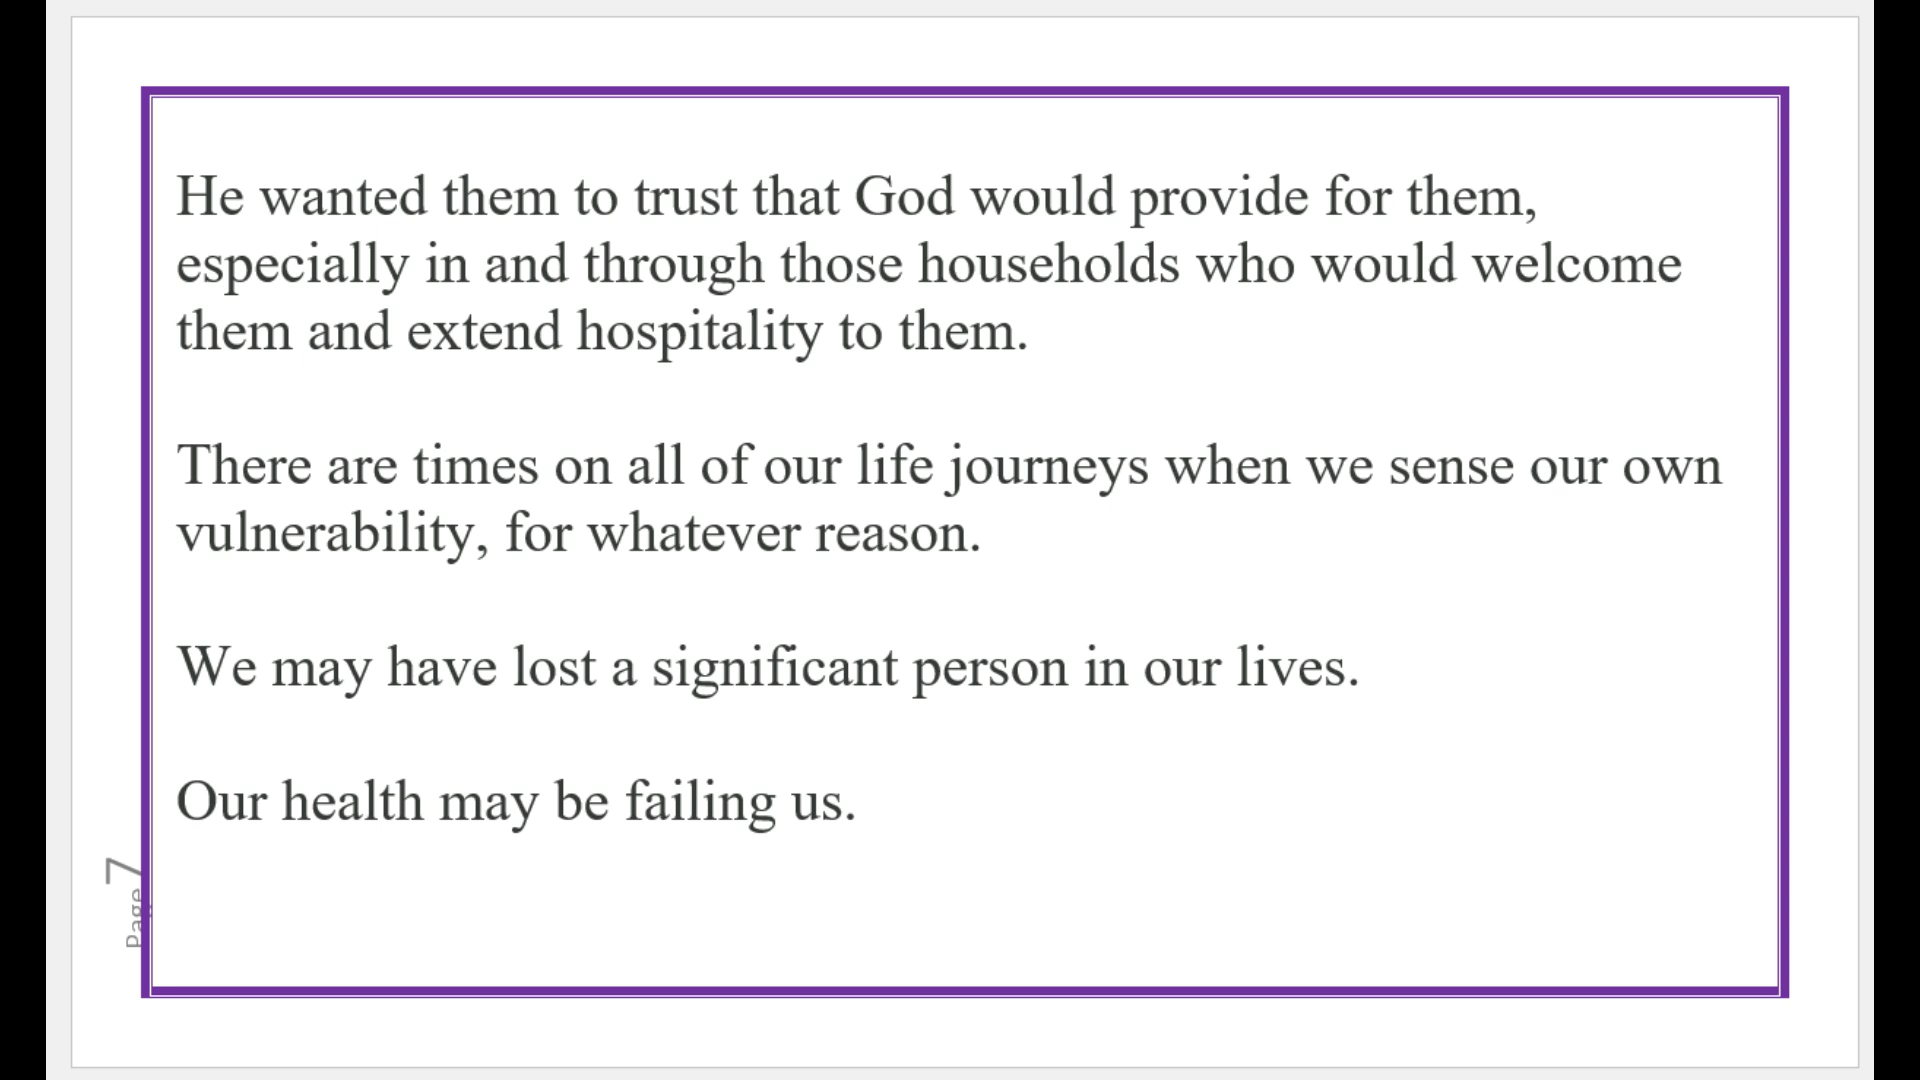 He wanted them to trust that God would provide for them,
especially in and through those households who would welcome
them and extend hospitality to them.
There are times on all of our life journeys when we sense our own
vulnerability, for whatever reason.
We may have lost a significant person in our lives.
Our health may be failing us.
Page 7